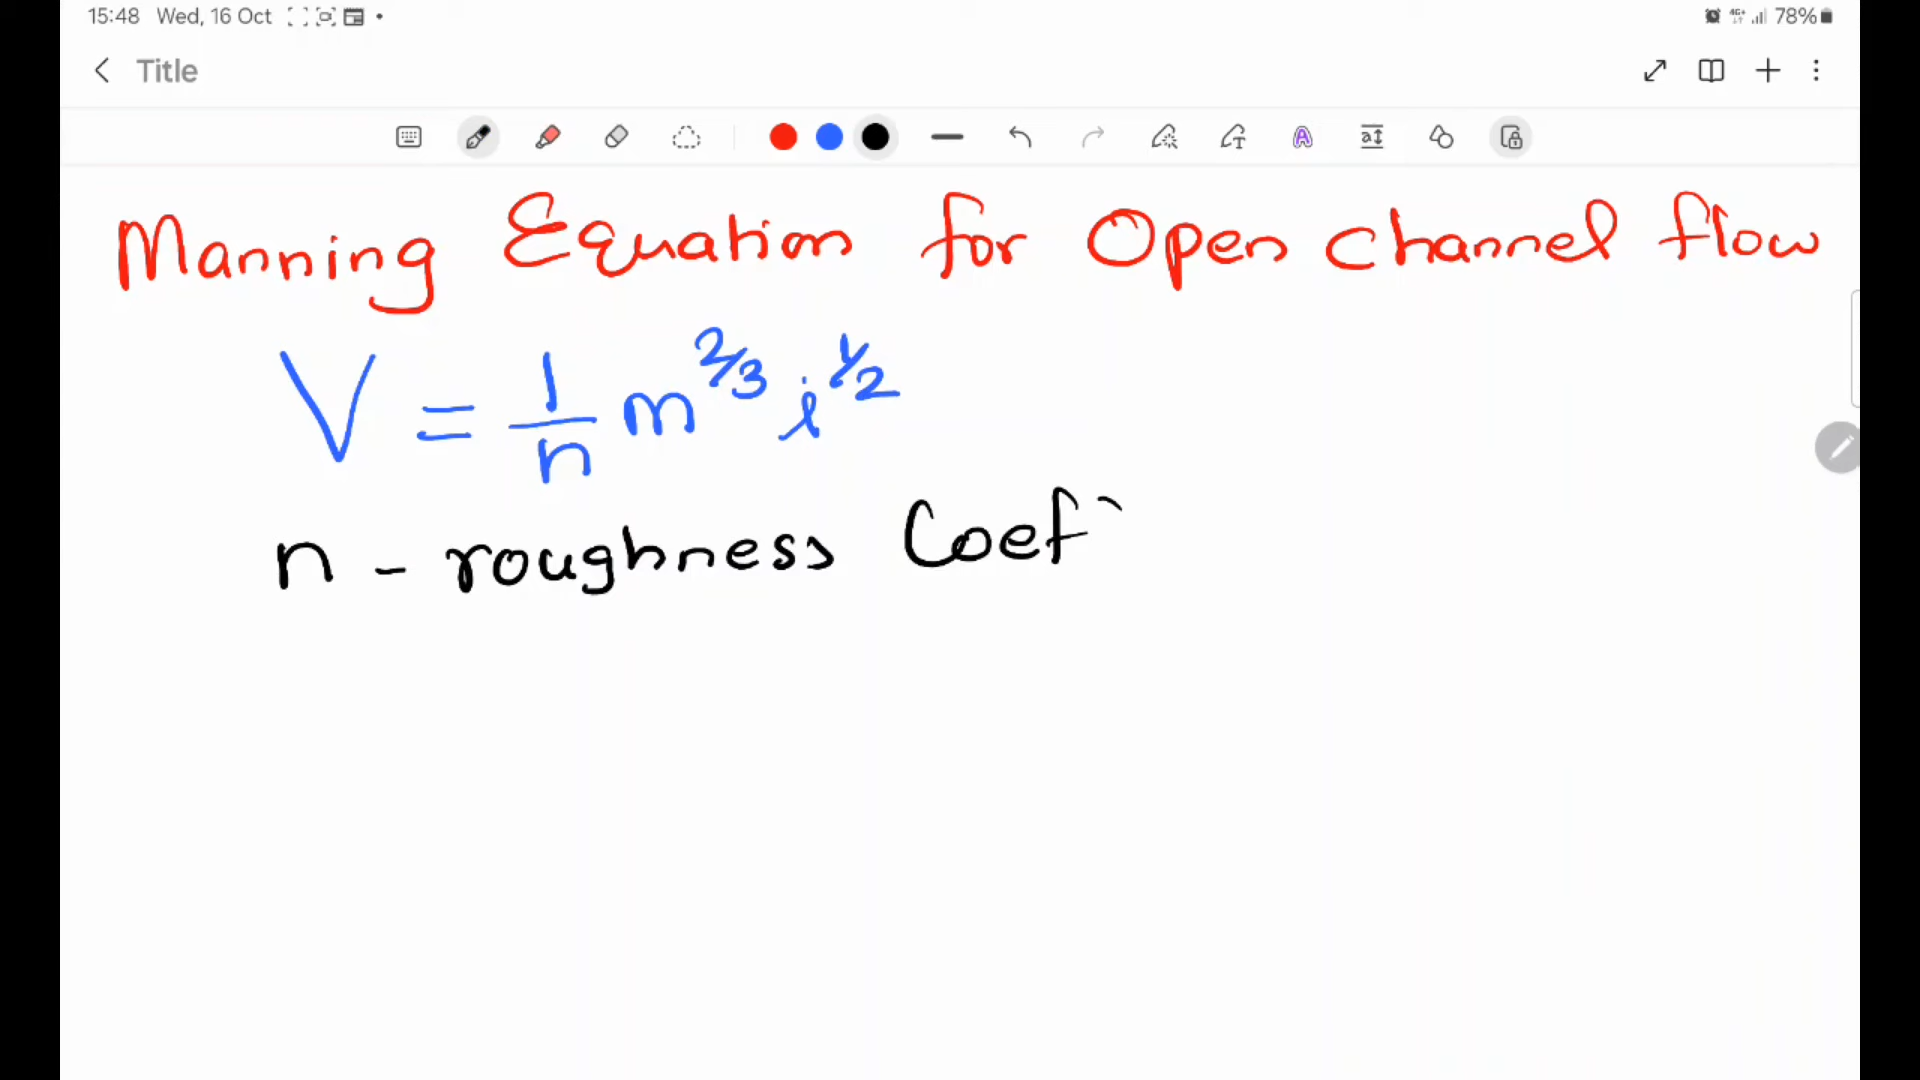 15:48 Wed, 16 Oct 4G+ 78%
Title
Manning Equation for Open channel flow
V = 1/n m^2/3 i^1/2
n - roughness Coef